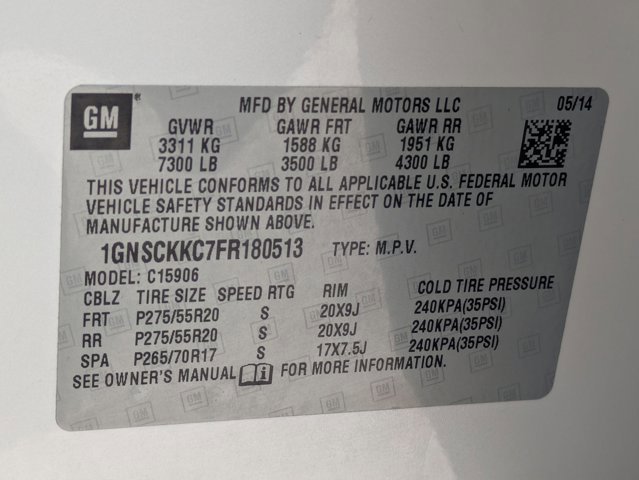 GM
MFD BY GENERAL MOTORS LLC 05/14
GVWR GAWR FRT GAWR RR
3311 KG 1588 KG 1951 KG
7300 LB 3500 LB 4300 LB
THIS VEHICLE CONFORMS TO ALL APPLICABLE U.S. FEDERAL MOTOR
VEHICLE SAFETY STANDARDS IN EFFECT ON THE DATE OF
MANUFACTURE SHOWN ABOVE.
1GNSCKKC7FR180513 TYPE: M.P.V.
MODEL: C15906
CBLZ TIRE SIZE SPEED RTG RIM COLD TIRE PRESSURE
FRT P275/55R20 S 20X9J 240KPA(35PSI)
RR P275/55R20 S 20X9J 240KPA(35PSI)
SPA P265/70R17 S 17X7.5J 240KPA(35PSI)
SEE OWNER'S MANUAL FOR MORE INFORMATION.